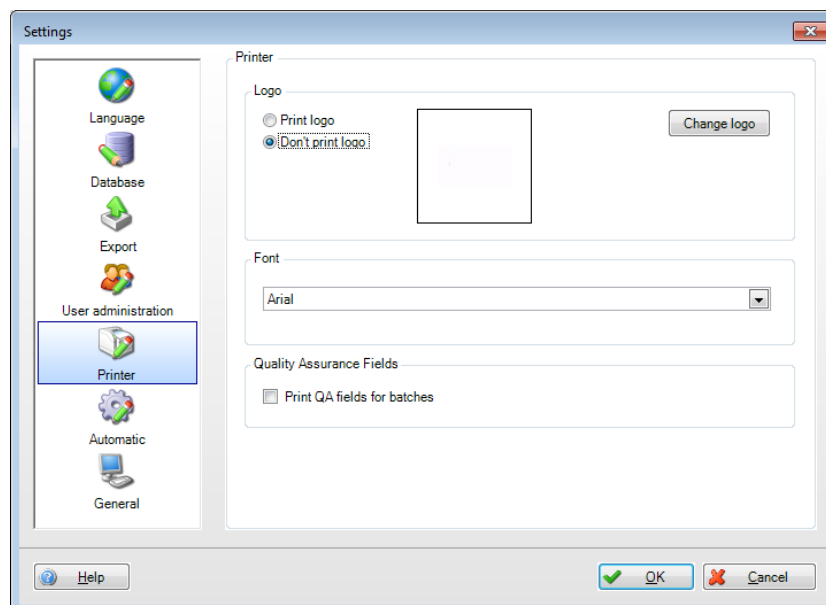 Settings
Language
Database
Export
User administration
Printer
Automatic
General
Printer
Logo
Print logo
Don't print logo
Change logo
Font
Arial
Quality Assurance Fields
Print QA fields for batches
Help
OK
Cancel